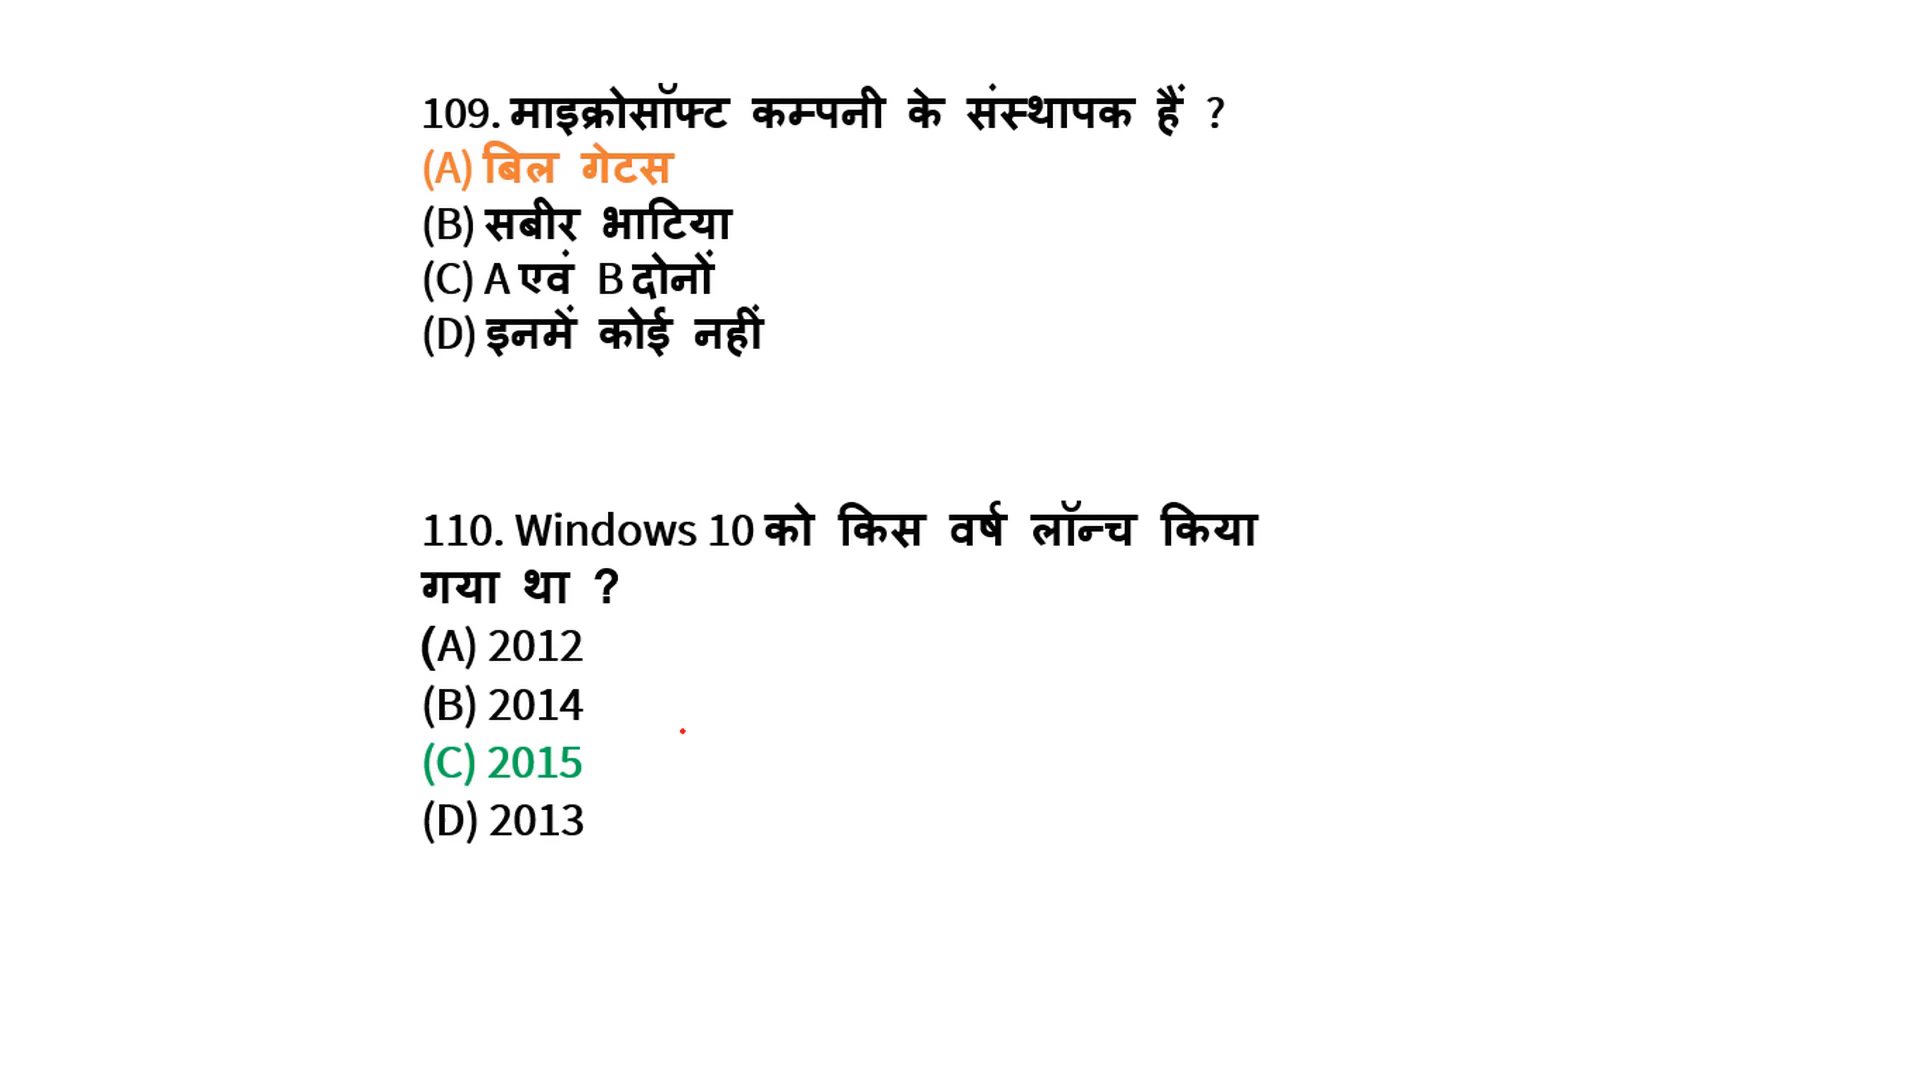 109. माइक्रोसॉफ्ट कम्पनी के संस्थापक हैं ?
(A) बिल गेटस
(B) सबीर भाटिया
(C) A एवं B दोनों
(D) इनमें कोई नहीं
110. Windows 10 को किस वर्ष लॉन्च किया
गया था ?
(A) 2012
(B) 2014
(C) 2015
(D) 2013